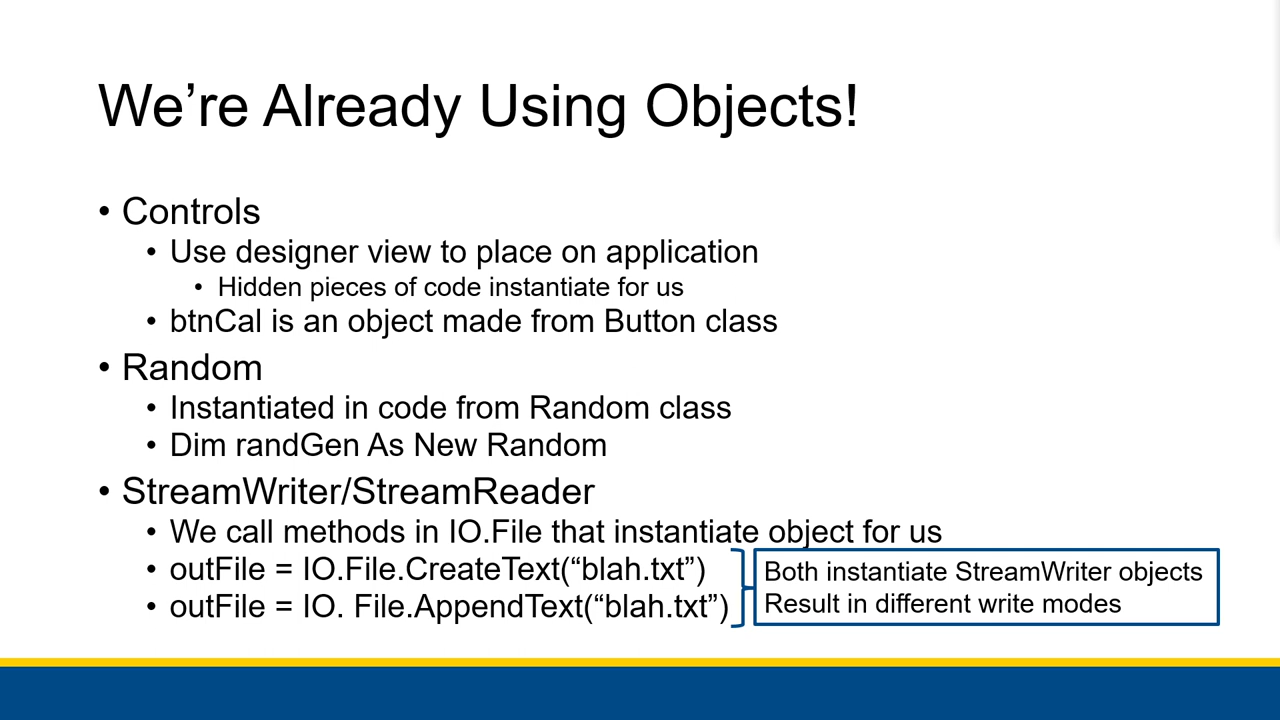 We’re Already Using Objects!
• Controls
• Use designer view to place on application
• Hidden pieces of code instantiate for us
• btnCal is an object made from Button class
• Random
• Instantiated in code from Random class
• Dim randGen As New Random
• StreamWriter/StreamReader
• We call methods in IO.File that instantiate object for us
• outFile = IO.File.CreateText(“blah.txt”)
• outFile = IO. File.AppendText(“blah.txt”)
Both instantiate StreamWriter objects
Result in different write modes